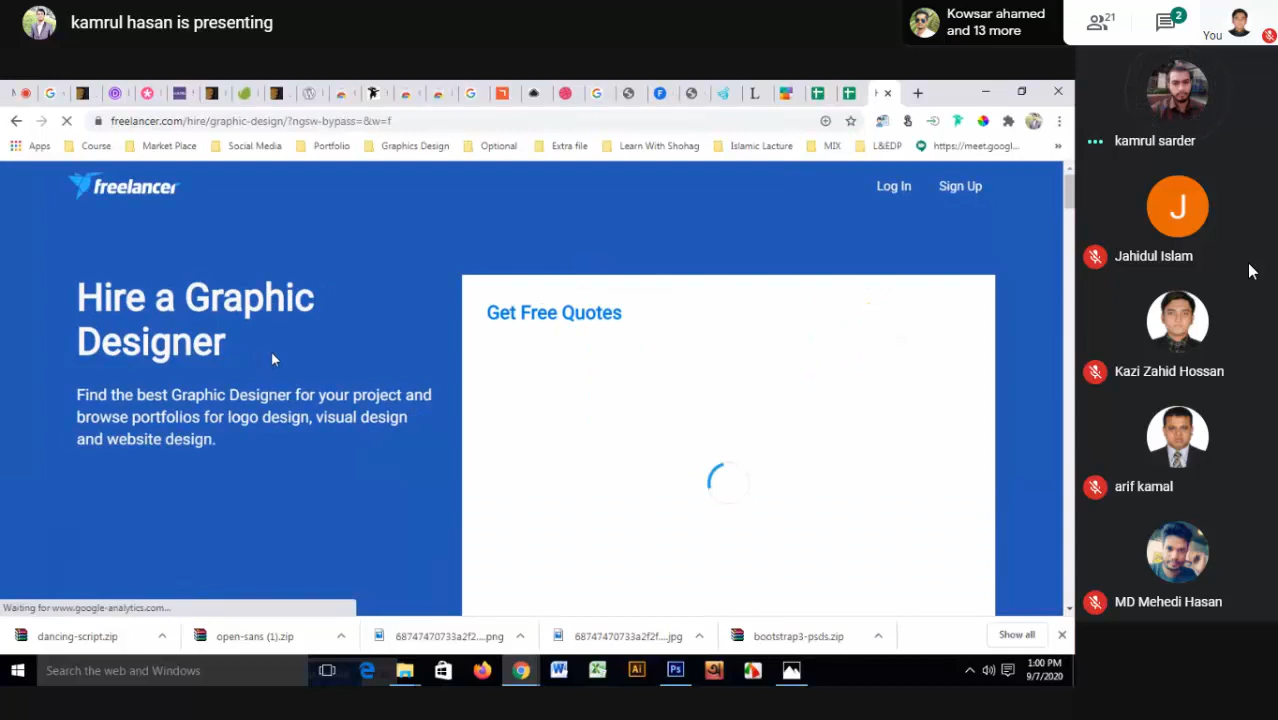 kamrul hasan is presenting
Kowsar ahamed
and 13 more
21
2
You
freelancer.com/hire/graphic-design/?ngsw-bypass=&w=f
Apps
Course
Market Place
Social Media
Portfolio
Graphics Design
Optional
Extra file
Learn With Shohag
Islamic Lacture
MIX
L&EDP
https://meet.googl...
»
freelancer
Log In
Sign Up
Hire a Graphic
Designer
Find the best Graphic Designer for your project and
browse portfolios for logo design, visual design
and website design.
Get Free Quotes
Waiting for www.google-analytics.com...
dancing-script.zip
open-sans (1).zip
68747470733a2f2....png
68747470733a2f2f....jpg
bootstrap3-psds.zip
Show all
Search the web and Windows
1:00 PM
9/7/2020
kamrul sarder
J
Jahidul Islam
Kazi Zahid Hossan
arif kamal
MD Mehedi Hasan